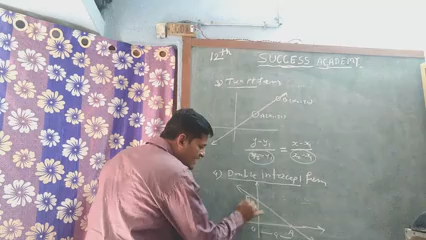 12th SUCCESS ACADEMY
3) Two Pt form
y-y₁ / y₂-y₁ = x-x₁ / x₂-x₁
4) Double Intercept form